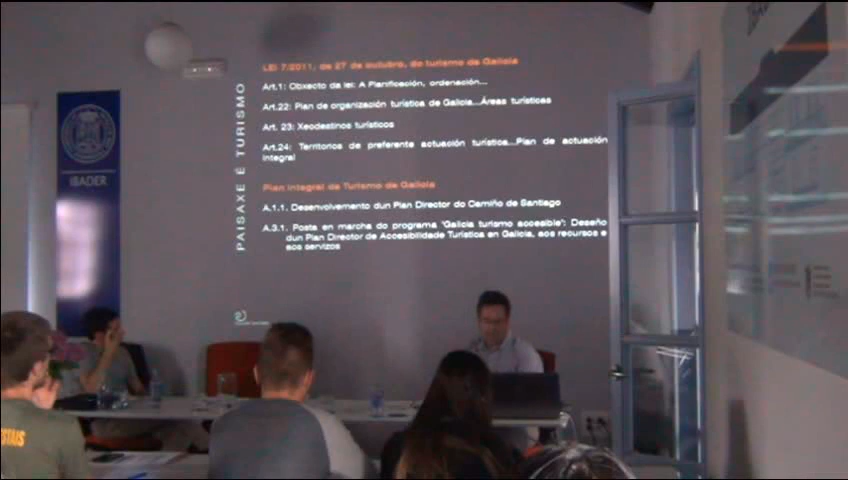 LEI 7/2011, de 27 de outubro, do turismo de Galicia
Art.1: Obxecto da lei: A Planificación, ordenación...
Art.22: Plan de organización turística de Galicia...Áreas turísticas
Art. 23: Xeodestinos turísticos
Art.24: Territorios de preferente actuación turística...Plan de actuación
integral
Plan Integral de Turismo de Galicia
A.1.1. Desenvolvemento dun Plan Director do Camiño de Santiago
A.3.1. Posta en marcha do programa "Galicia turismo accesible": Deseño
dun Plan Director de Accesibilidade Turística en Galicia, aos recursos e
aos servizos
PAISAXE E TURISMO
IBADER